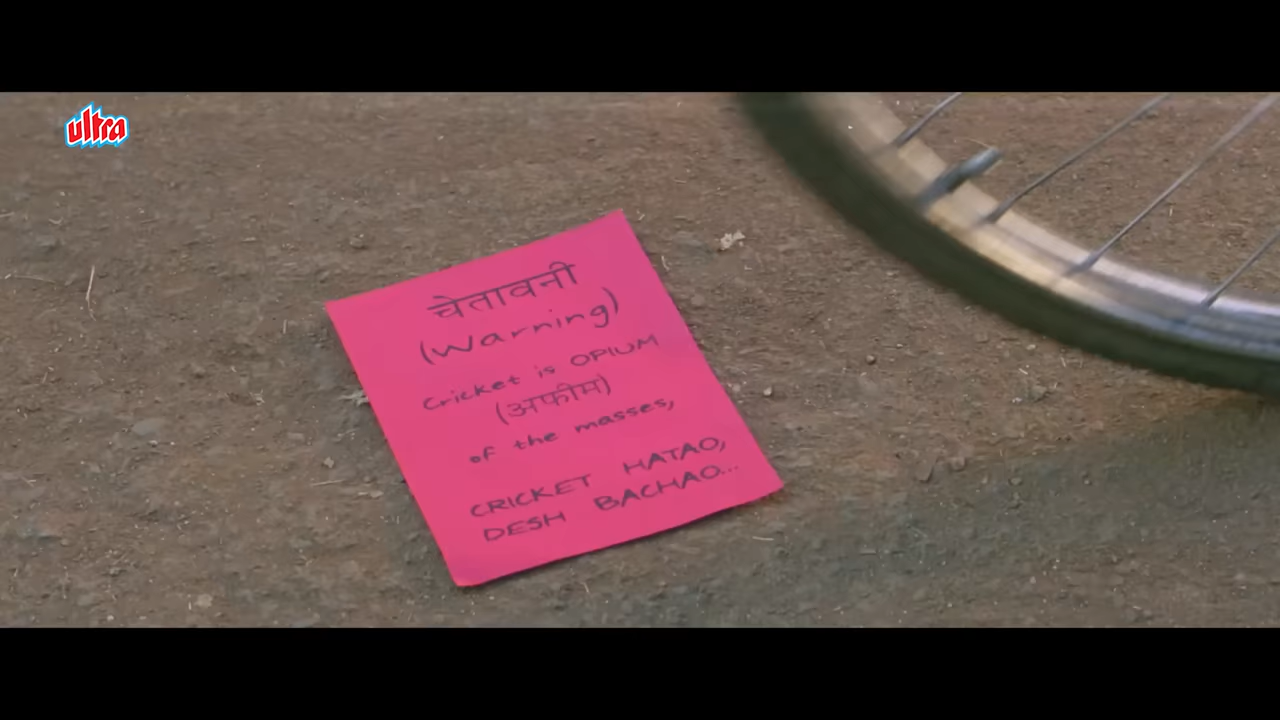 ultra
चेतावनी
(Warning)
Cricket is OPIUM
(अफीम)
of the masses,
CRICKET HATAO,
DESH BACHAO...